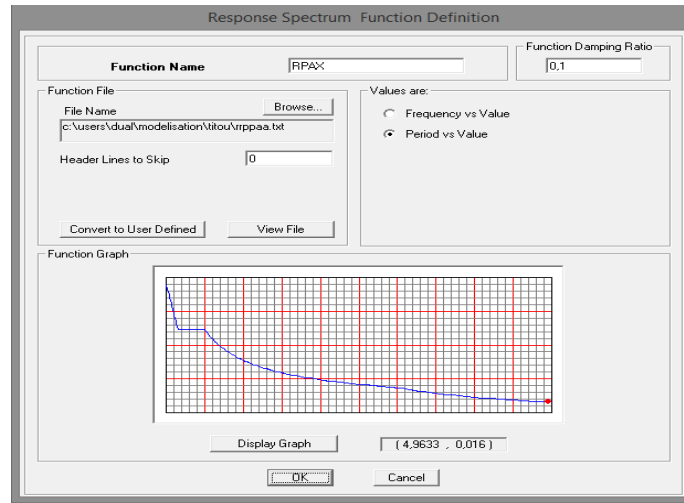 Response Spectrum Function Definition
Function Name
RPAX
Function Damping Ratio
0,1
Function File
File Name
Browse...
c:\users\dual\modelisation\titou\rrppaa.txt
Header Lines to Skip
0
Convert to User Defined
View File
Values are:
Frequency vs Value
Period vs Value
Function Graph
Display Graph
( 4,9633 , 0,016 )
OK
Cancel